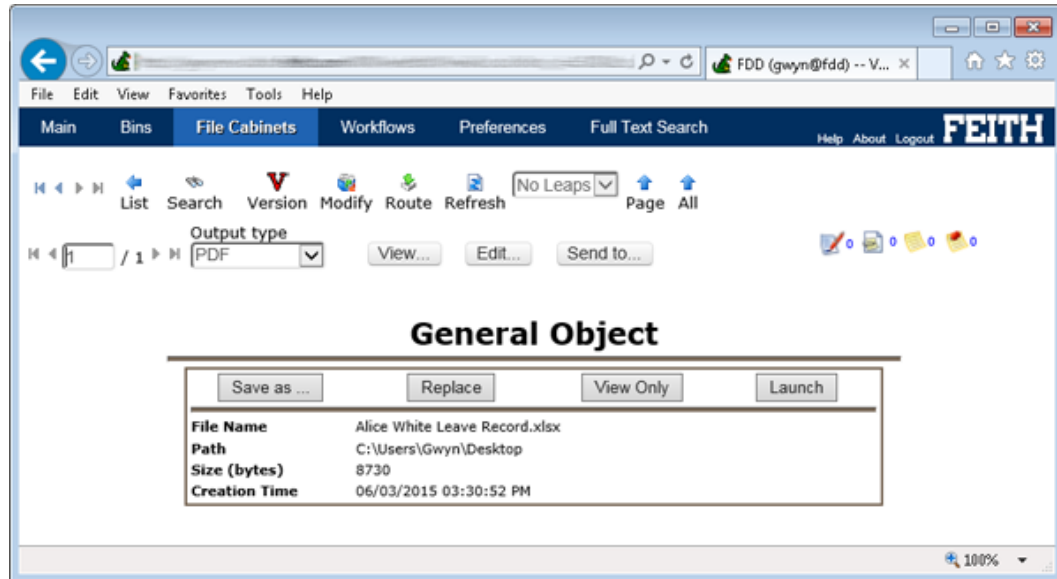 FDD (gwyn@fdd) -- V...
File Edit View Favorites Tools Help
Main Bins File Cabinets Workflows Preferences Full Text Search Help About Logout FEITH
List Search Version Modify Route Refresh No Leaps Page All
Output type
1 / 1 PDF View... Edit... Send to... 0 0 0 0
General Object
Save as ... Replace View Only Launch
File Name Alice White Leave Record.xlsx
Path C:\Users\Gwyn\Desktop
Size (bytes) 8730
Creation Time 06/03/2015 03:30:52 PM
100%